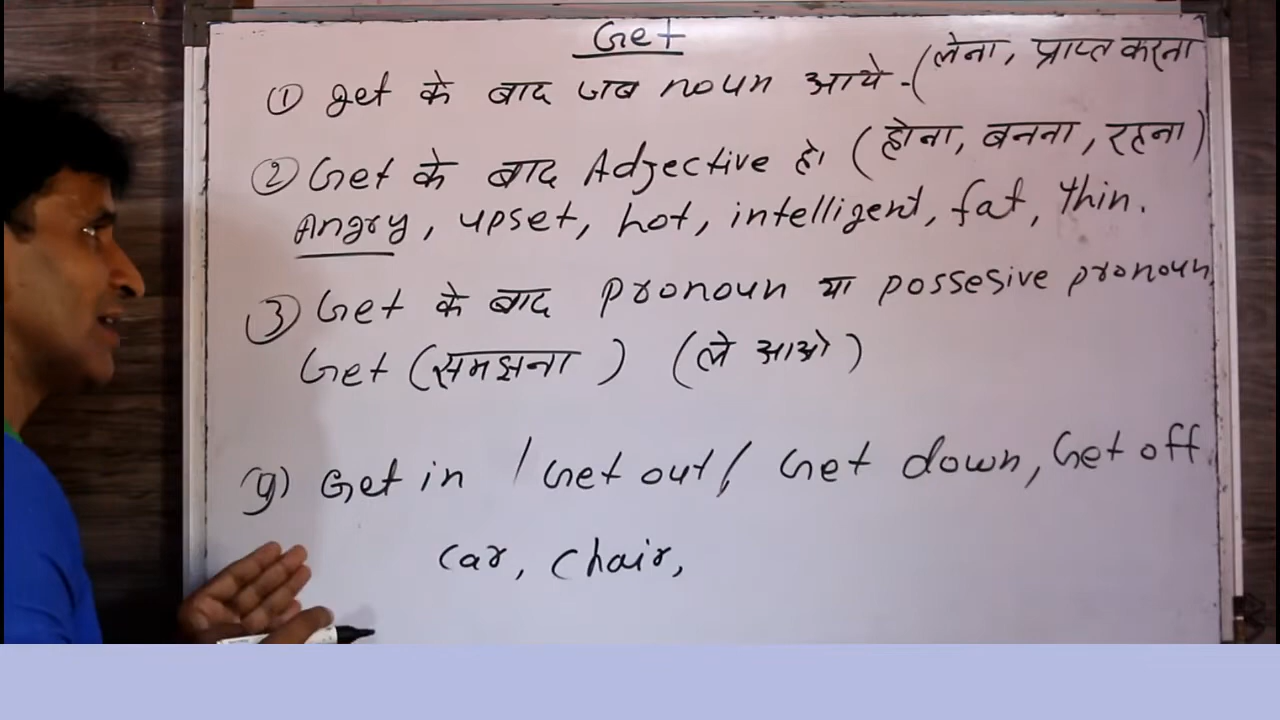 Get
① get के बाद जब noun आये - (लेना, प्राप्त करना
② Get के बाद Adjective हो (होना, बनना, रहना)
Angry, upset, hot, intelligent, fat, thin.
③ Get के बाद pronoun या possesive pronoun
Get (समझना) (ले आओ)
(y) Get in / Get out / Get down, Get off.
car, chair,